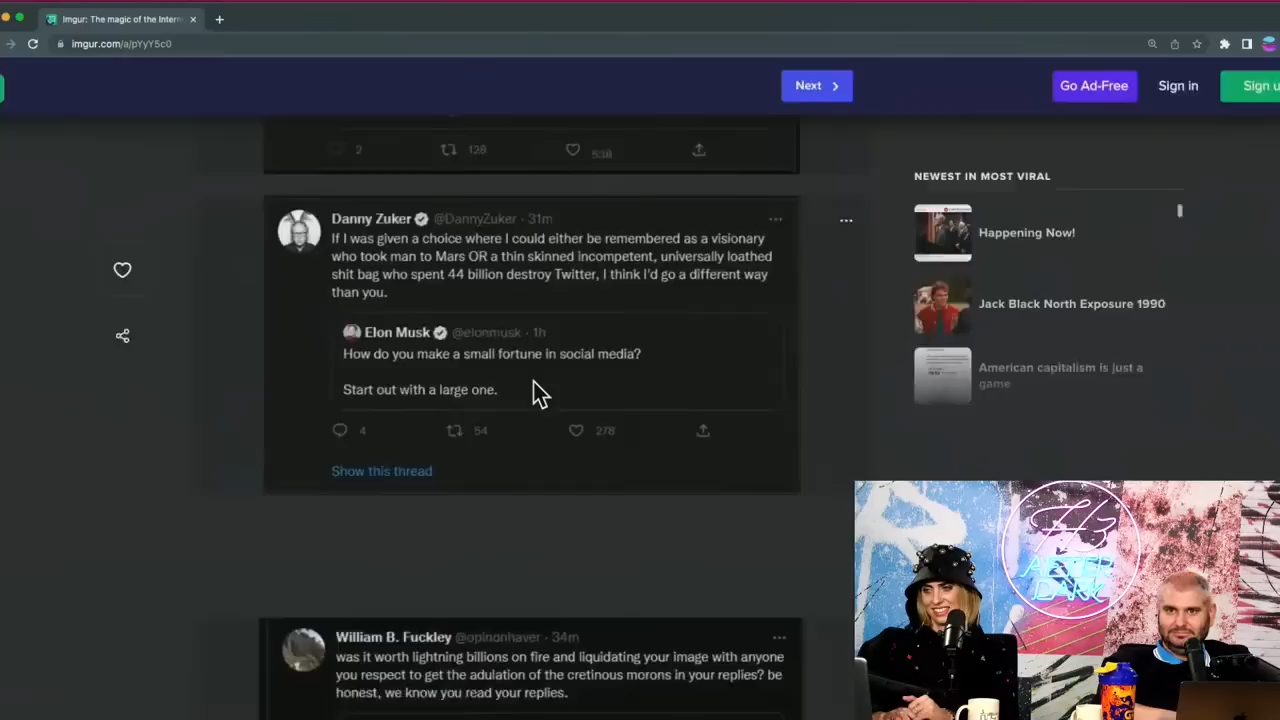 Imgur: The magic of the Intern
imgur.com/a/pYyY5c0
Next
Go Ad-Free
Sign in
Sign u
2
128
538
NEWEST IN MOST VIRAL
Happening Now!
Jack Black North Exposure 1990
American capitalism is just a
game
Danny Zuker @DannyZuker · 31m
If I was given a choice where I could either be remembered as a visionary
who took man to Mars OR a thin skinned incompetent, universally loathed
shit bag who spent 44 billion destroy Twitter, I think I'd go a different way
than you.
Elon Musk @elonmusk · 1h
How do you make a small fortune in social media?
Start out with a large one.
4
54
278
Show this thread
H3
AFTER
DARK
William B. Fuckley @opinonhaver · 34m
was it worth lightning billions on fire and liquidating your image with anyone
you respect to get the adulation of the cretinous morons in your replies? be
honest, we know you read your replies.